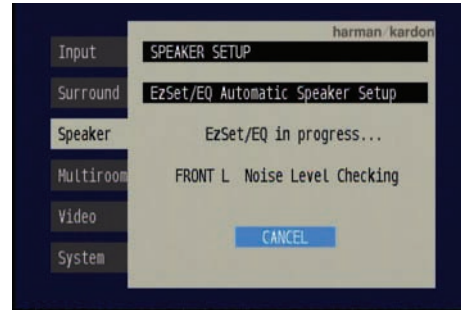 harman/kardon
Input
Surround
Speaker
Multiroom
Video
System
SPEAKER SETUP
EzSet/EQ Automatic Speaker Setup
EzSet/EQ in progress...
FRONT L Noise Level Checking
CANCEL